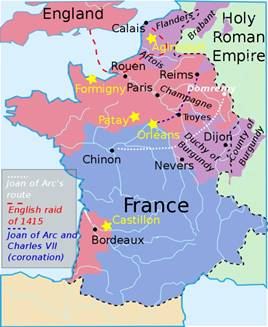 England
Calais
Flanders
Brabant
Holy
Roman
Empire
Agincourt
Artois
Rouen
Reims
Domremy
Formigny
Paris
Champagne
Patay
Troyes
Orléans
Dijon
Chinon
Nevers
Duchy of
Burgundy
County of
Burgundy
France
Joan of Arc's
route
English raid
of 1415
Joan of Arc and
Charles VII
(coronation)
Castillon
Bordeaux